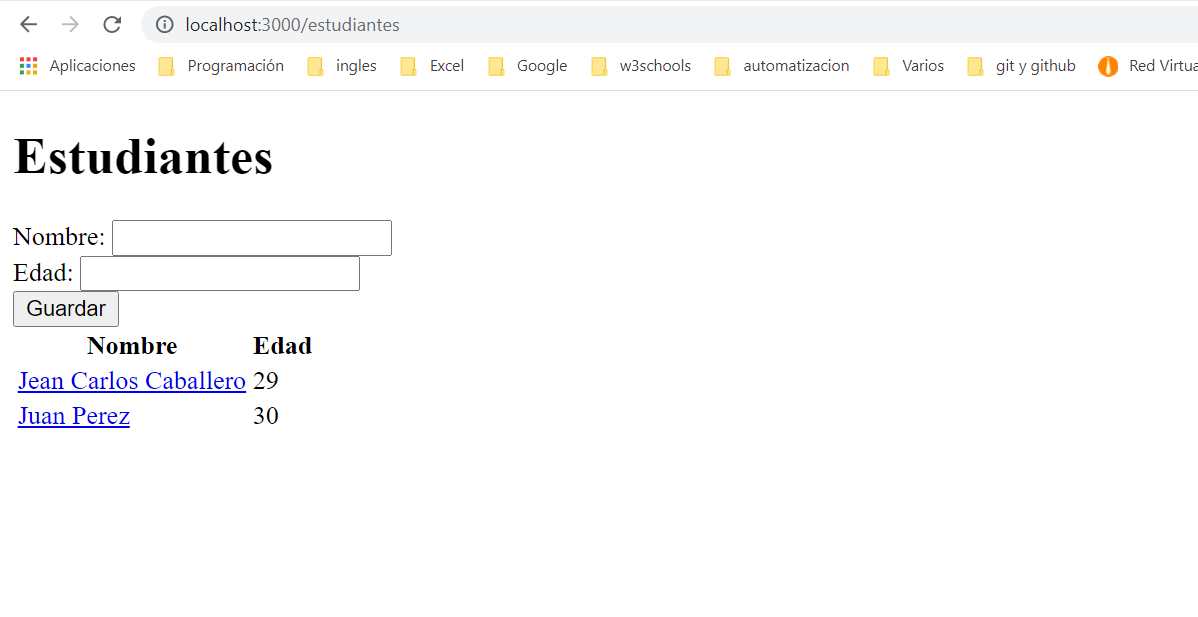 localhost:3000/estudiantes
Aplicaciones Programación ingles Excel Google w3schools automatizacion Varios git y github Red Virtua
Estudiantes
Nombre:
Edad:
Guardar
Nombre Edad
Jean Carlos Caballero 29
Juan Perez 30